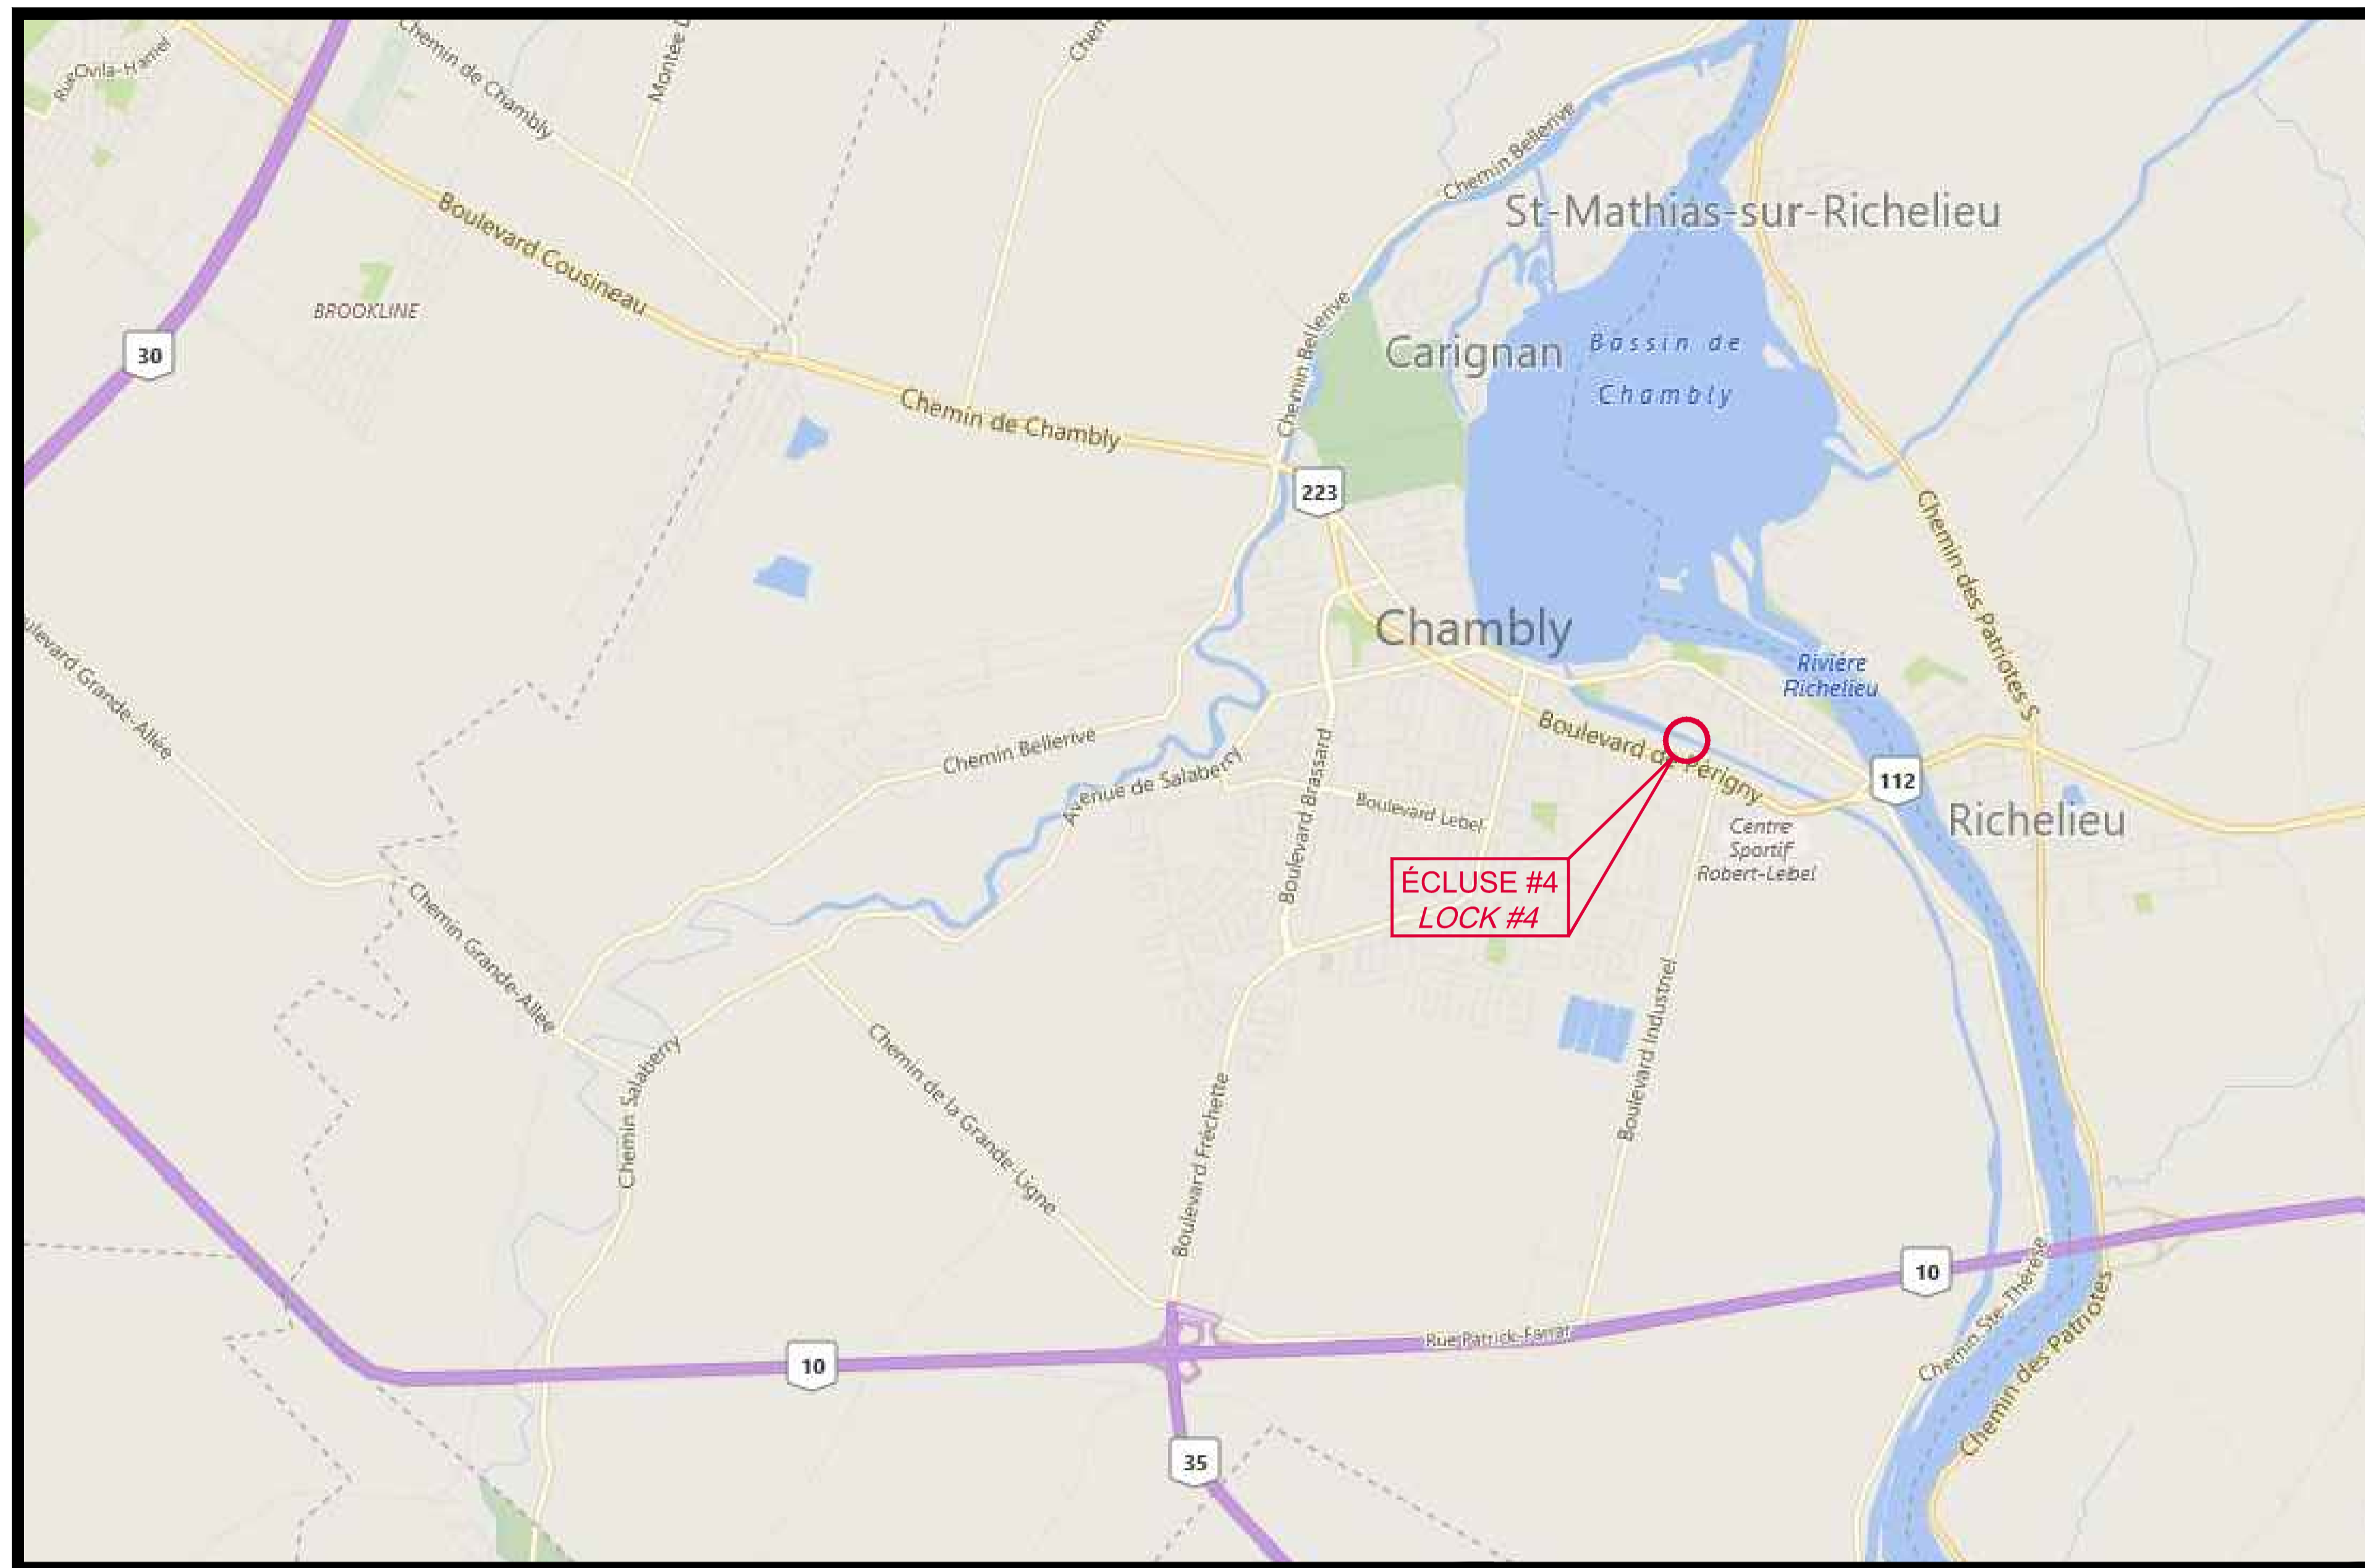 Rue Ovila-Hamel
Chemin de Chambly
Boulevard Cousineau
BROOKLINE
30
Chemin de Chambly
Chemin Bellerive
St-Mathias-sur-Richelieu
Carignan
Bassin de
Chambly
Chemin Bellerive
223
Chambly
Chemin des Patriotes S
Rivière
Richelieu
Grande-Allée
Chemin Bellerive
Avenue de Salaberry
Boulevard Brassard
Boulevard Lebel
Boulevard de Périgny
112
Richelieu
Centre
Sportif
Robert-Lebel
ÉCLUSE #4
LOCK #4
Chemin Grande-Allée
Chemin Salaberry
Chemin de la Grande-Ligne
Boulevard Fréchette
Boulevard Industriel
Chemin Ste-Thérèse
Chemin des Patriotes
10
Rue Patrick-Farrar
10
35